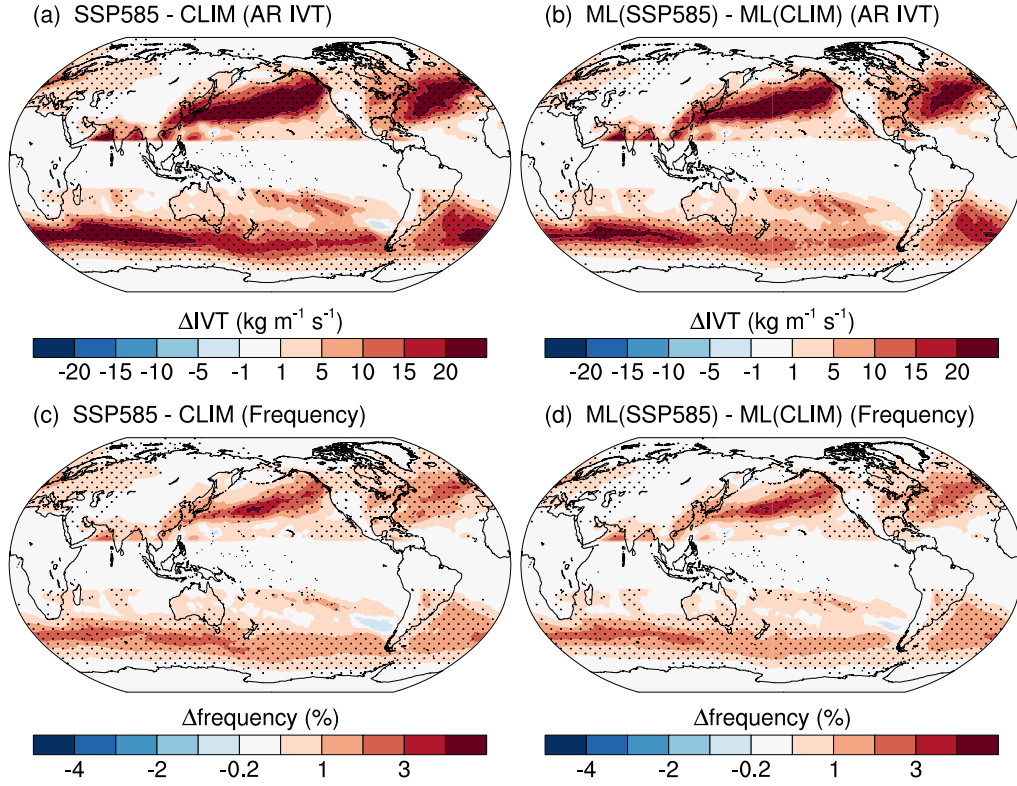 (a) SSP585 - CLIM (AR IVT)
(b) ML(SSP585) - ML(CLIM) (AR IVT)
ΔIVT (kg m⁻¹ s⁻¹)
-20 -15 -10 -5 -1 1 5 10 15 20
ΔIVT (kg m⁻¹ s⁻¹)
-20 -15 -10 -5 -1 1 5 10 15 20
(c) SSP585 - CLIM (Frequency)
(d) ML(SSP585) - ML(CLIM) (Frequency)
Δfrequency (%)
-4 -2 -0.2 1 3
Δfrequency (%)
-4 -2 -0.2 1 3